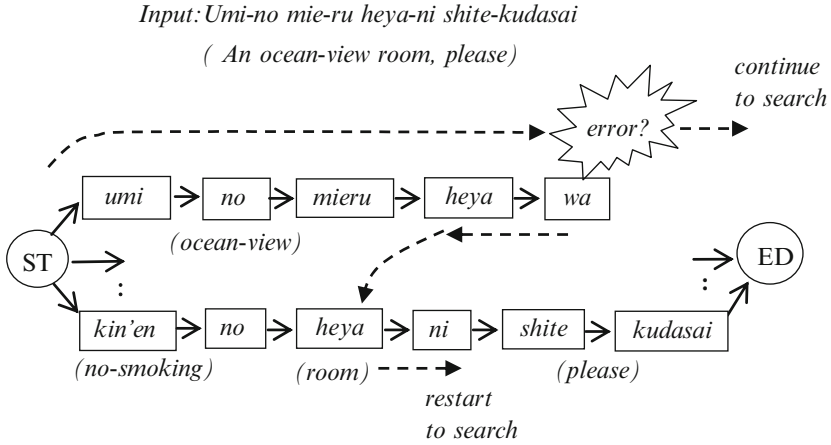 Input: Umi-no mie-ru heya-ni shite-kudasai
( An ocean-view room, please)
continue
to search
error?
umi no mieru heya wa
(ocean-view)
ST
ED
:
:
kin'en no heya ni shite kudasai
(no-smoking) (room) (please)
restart
to search